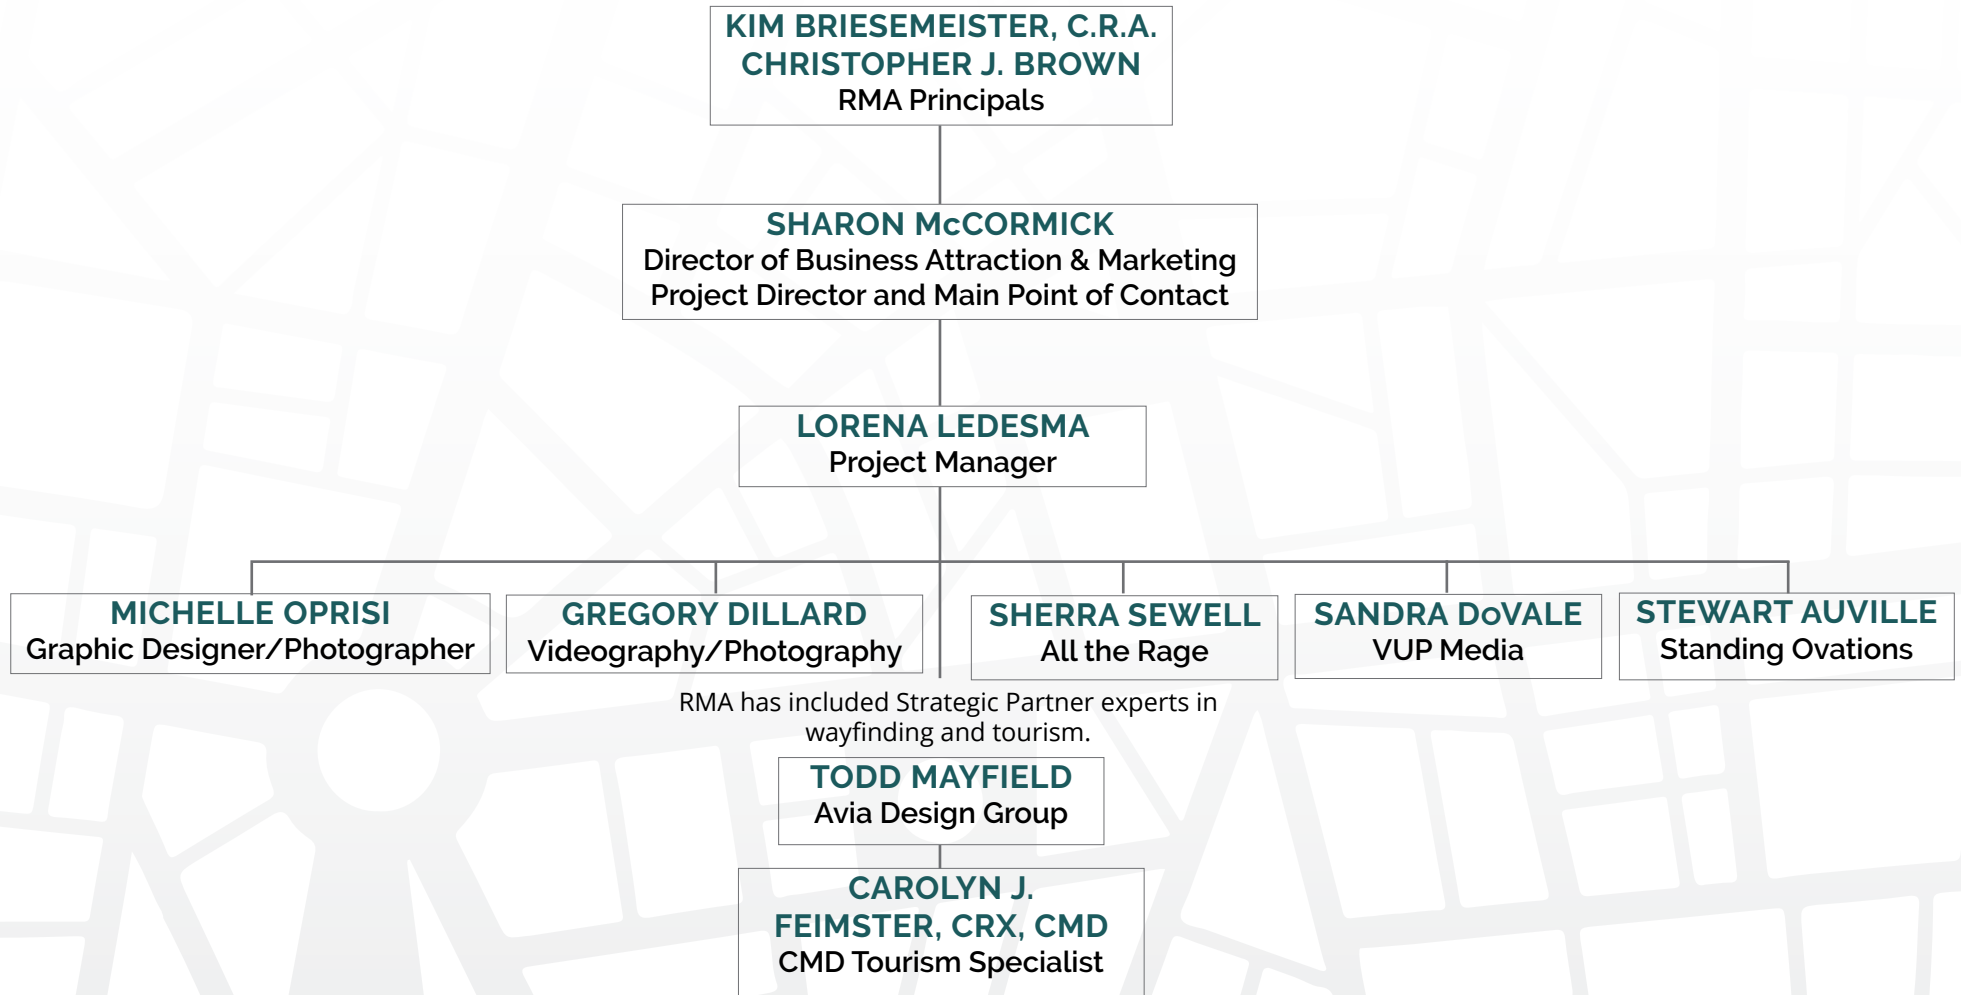 KIM BRIESEMEISTER, C.R.A.
CHRISTOPHER J. BROWN
RMA Principals
SHARON McCORMICK
Director of Business Attraction & Marketing
Project Director and Main Point of Contact
LORENA LEDESMA
Project Manager
MICHELLE OPRISI
Graphic Designer/Photographer
GREGORY DILLARD
Videography/Photography
SHERRA SEWELL
All the Rage
SANDRA DoVALE
VUP Media
STEWART AUVILLE
Standing Ovations
RMA has included Strategic Partner experts in
wayfinding and tourism.
TODD MAYFIELD
Avia Design Group
CAROLYN J.
FEIMSTER, CRX, CMD
CMD Tourism Specialist